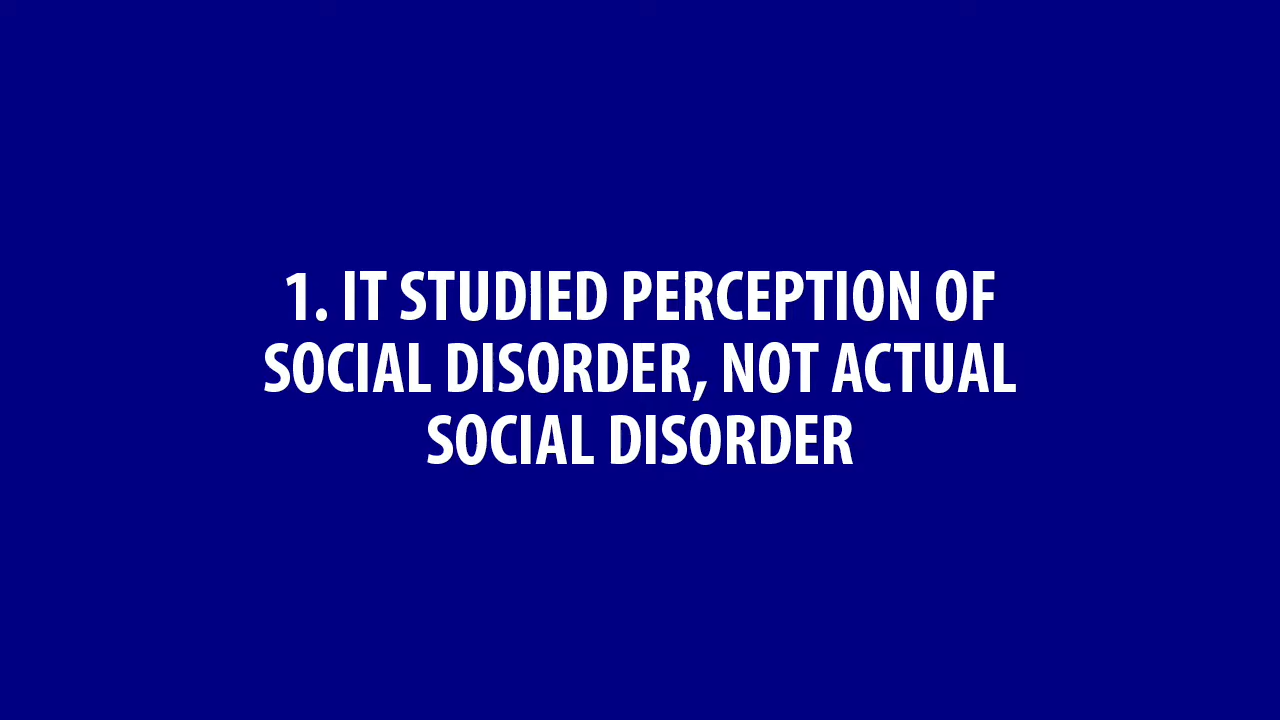 1. IT STUDIED PERCEPTION OF
SOCIAL DISORDER, NOT ACTUAL
SOCIAL DISORDER